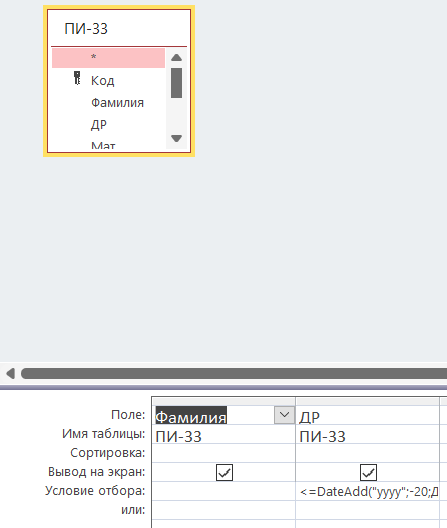 ПИ-33
*
Код
Фамилия
ДР
Мат
Поле: Фамилия ДР
Имя таблицы: ПИ-33 ПИ-33
Сортировка:
Вывод на экран:
Условие отбора: <=DateAdd("yyyy";-20;Д
или: